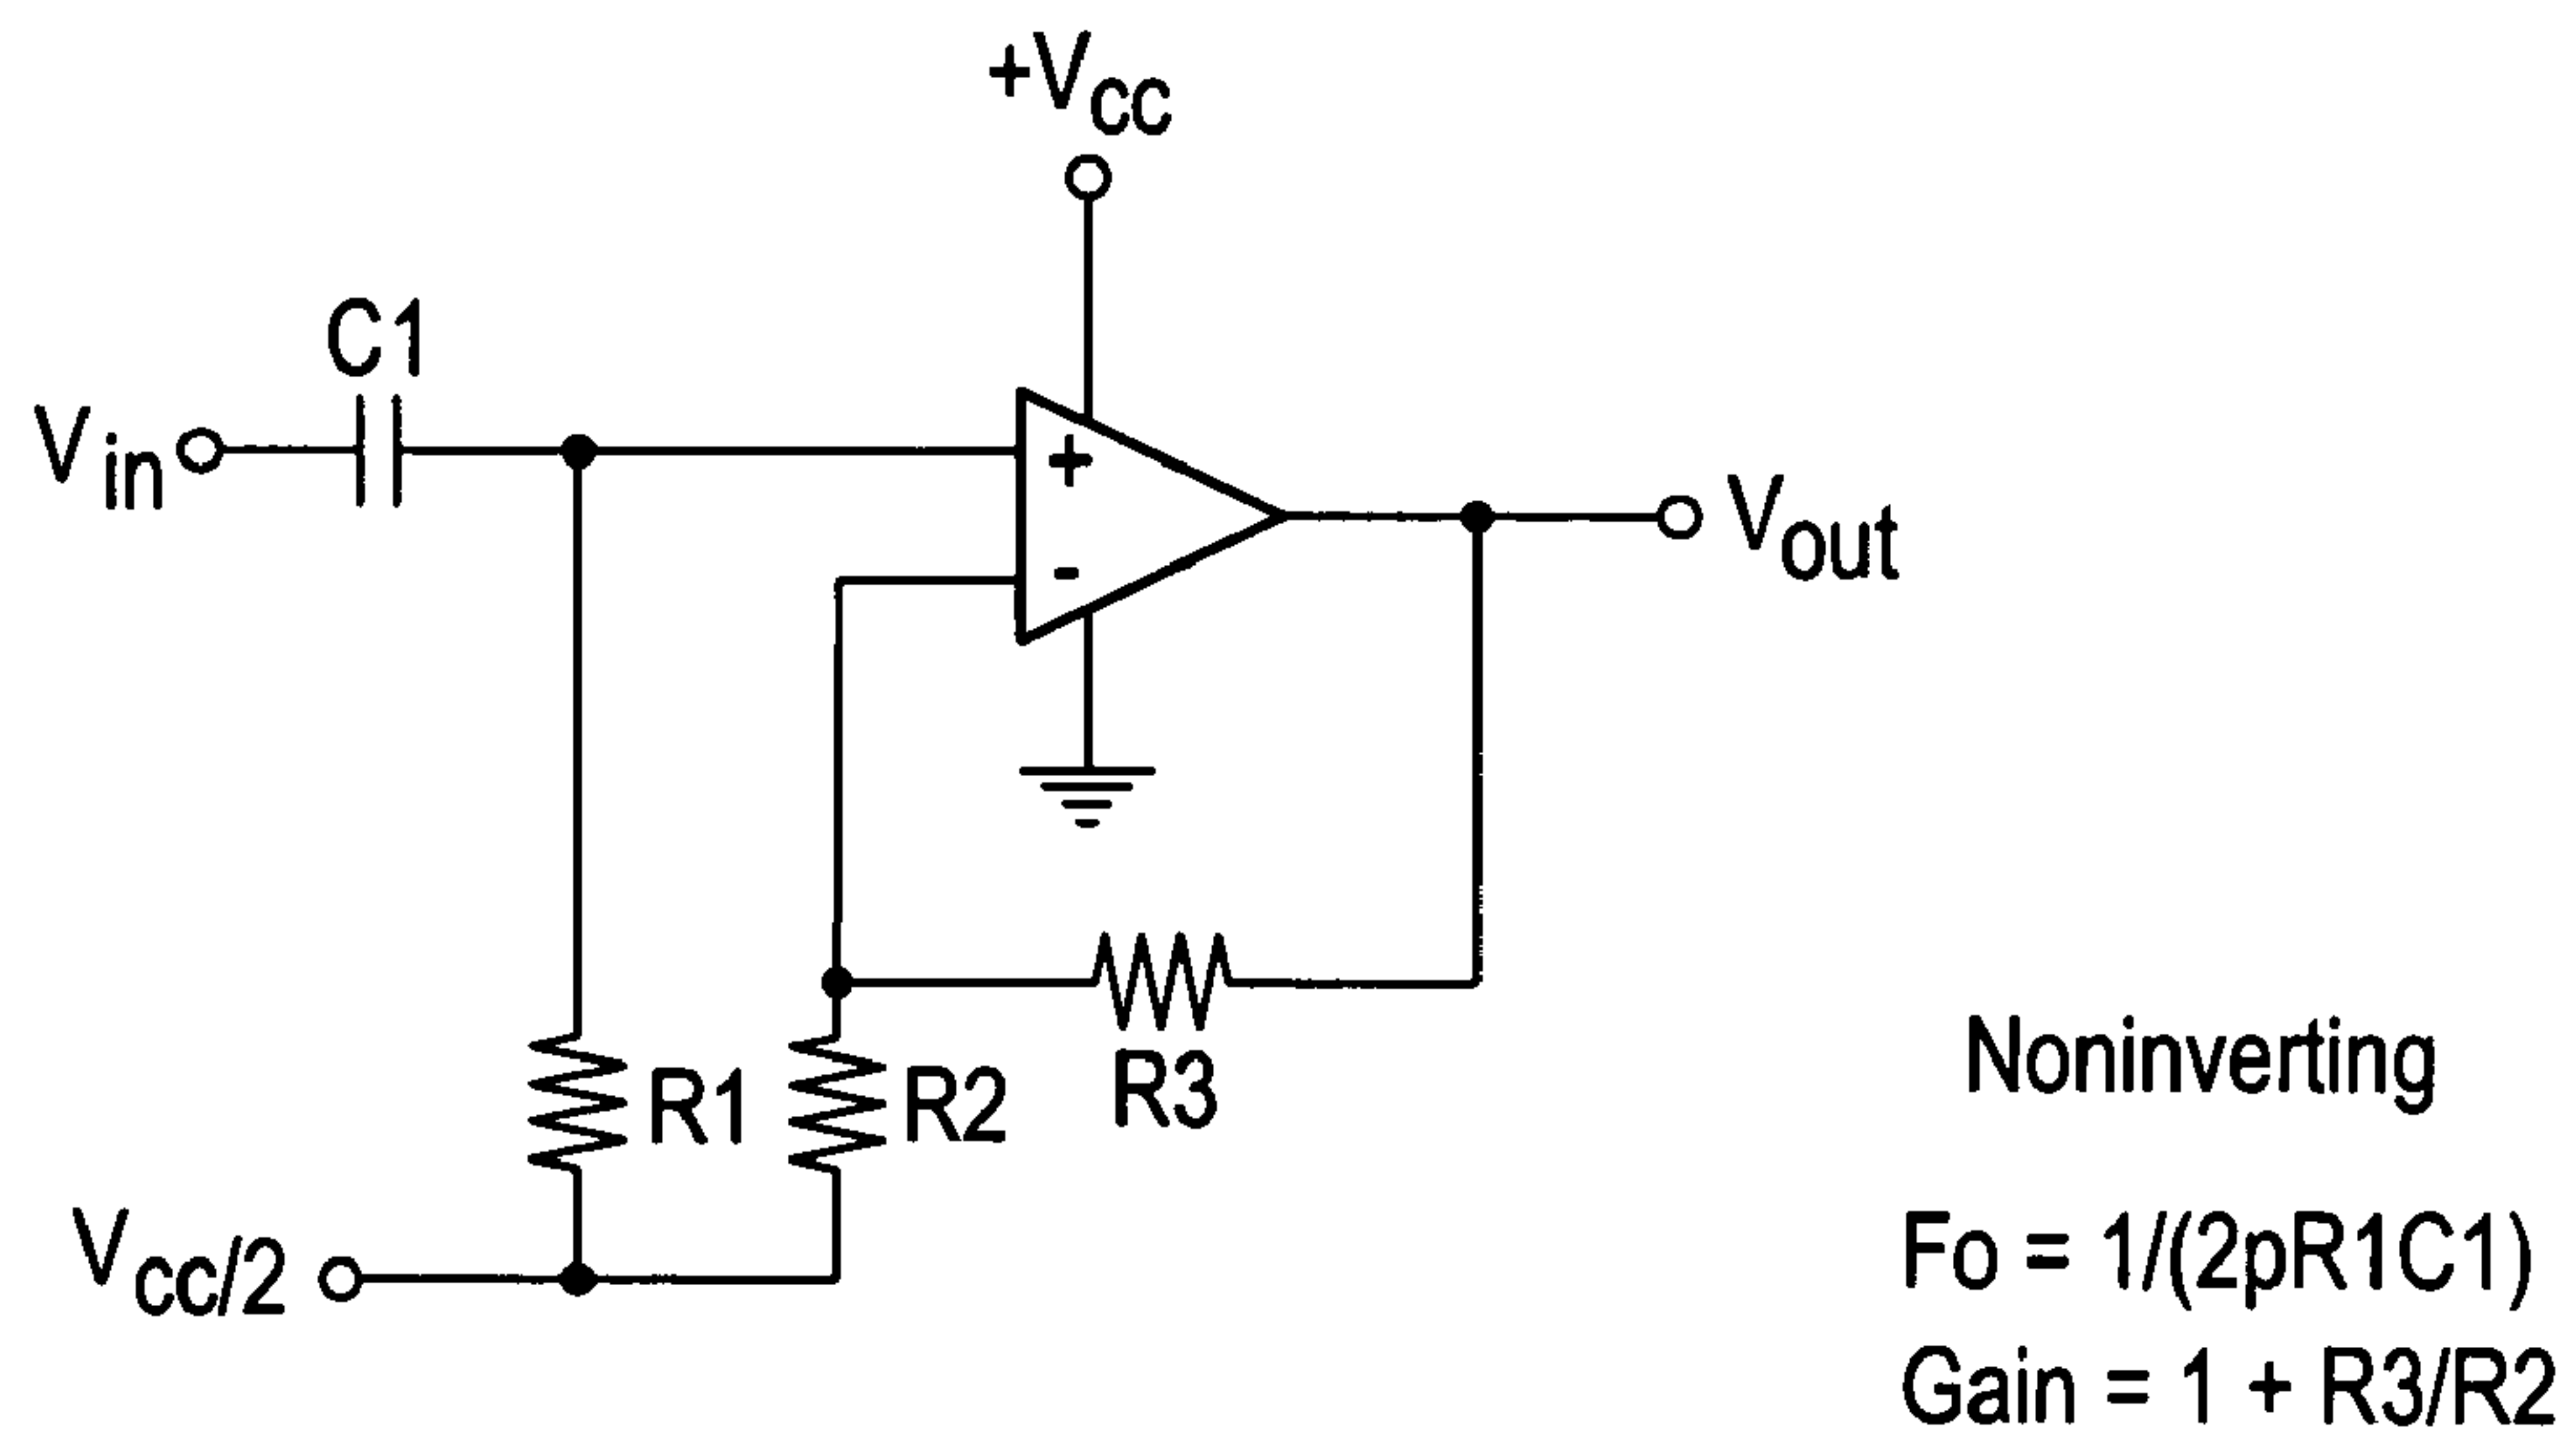 +Vcc
C1
Vin
+
-
Vout
R1
R2
R3
Vcc/2
Noninverting
Fo = 1/(2pR1C1)
Gain = 1 + R3/R2